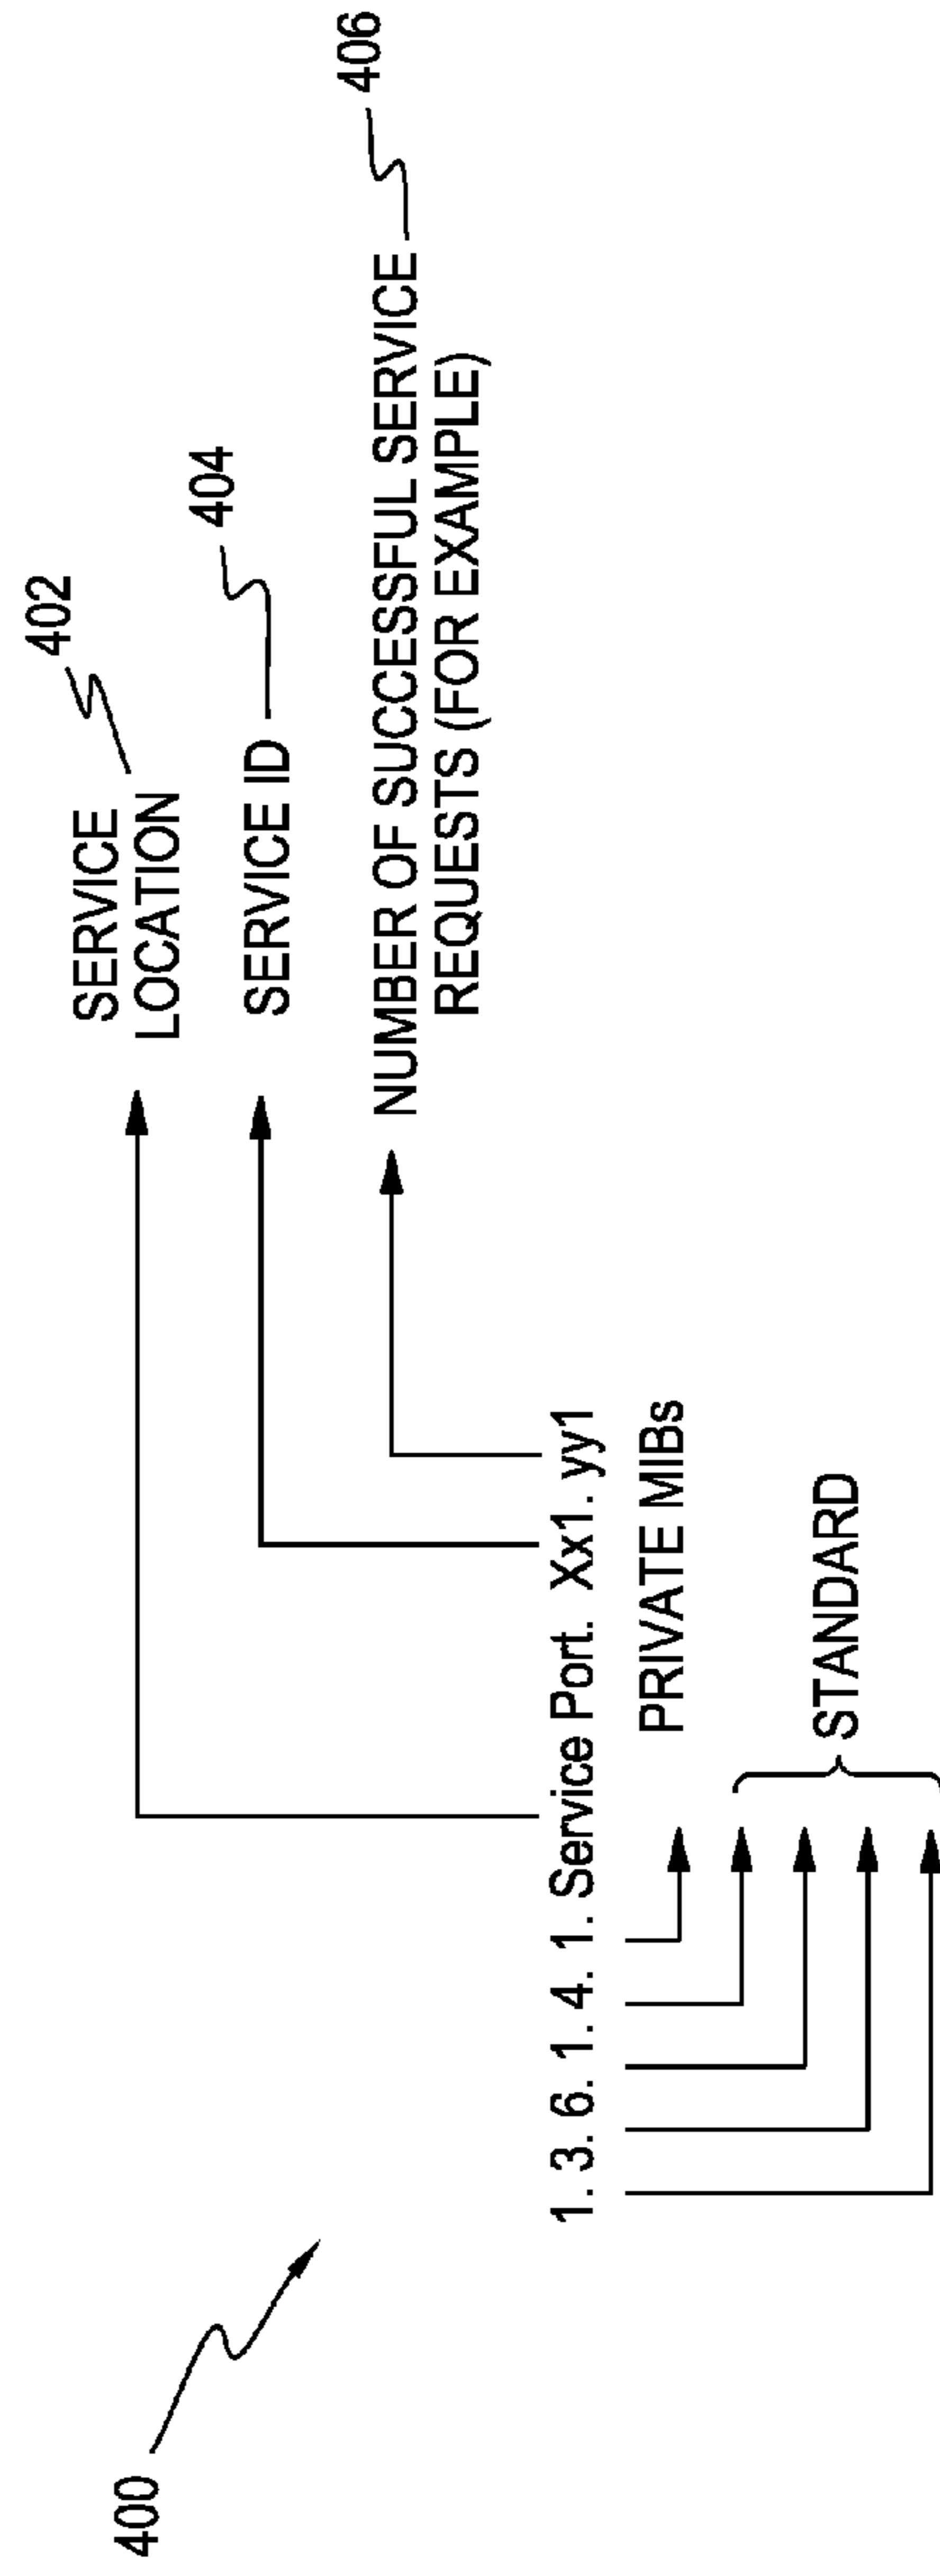 400
SERVICE
LOCATION
402
SERVICE ID
404
NUMBER OF SUCCESSFUL SERVICE
REQUESTS (FOR EXAMPLE)
406
1. 3. 6. 1. 4. 1. Service Port. Xx1. yy1
PRIVATE MIBs
STANDARD